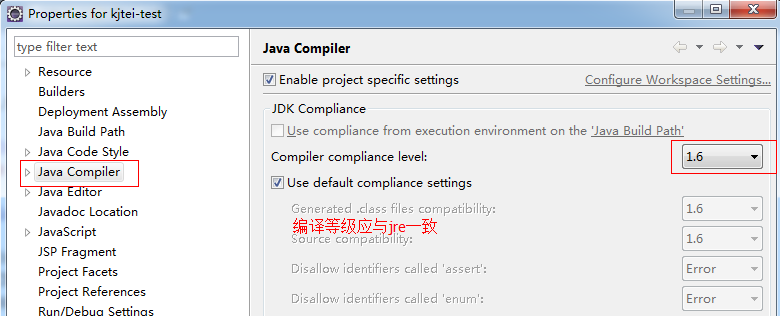 Properties for kjtei-test
type filter text
Resource
Builders
Deployment Assembly
Java Build Path
Java Code Style
Java Compiler
Java Editor
Javadoc Location
JavaScript
JSP Fragment
Project Facets
Project References
Run/Debug Settings
Java Compiler
Enable project specific settings
Configure Workspace Settings...
JDK Compliance
Use compliance from execution environment on the 'Java Build Path'
Compiler compliance level: 1.6
Use default compliance settings
Generated .class files compatibility: 1.6
编译等级应与jre一致
Source compatibility: 1.6
Disallow identifiers called 'assert': Error
Disallow identifiers called 'enum': Error